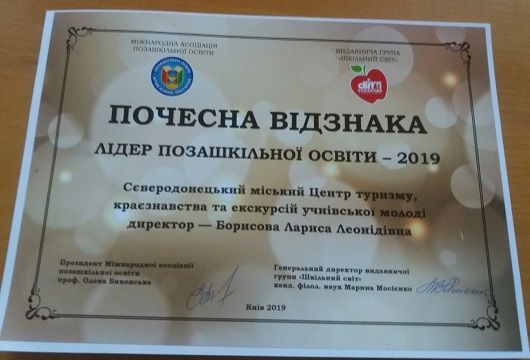 МІЖНАРОДНА АСОЦІАЦІЯ
ПОЗАШКІЛЬНОЇ ОСВІТИ
ВИДАВНИЧА ГРУПА
«ШКІЛЬНИЙ СВІТ»
ПОЧЕСНА ВІДЗНАКА
ЛІДЕР ПОЗАШКІЛЬНОЇ ОСВІТИ – 2019
Сєвєродонецький міський Центр туризму,
краєзнавства та екскурсій учнівської молоді
директор — Борисова Лариса Леонідівна
Президент Міжнародної асоціації
позашкільної освіти
проф. Олена Биковська
Генеральний директор видавничої
групи «Шкільний світ»
канд. філол. наук Марина Мосієнко
Київ 2019